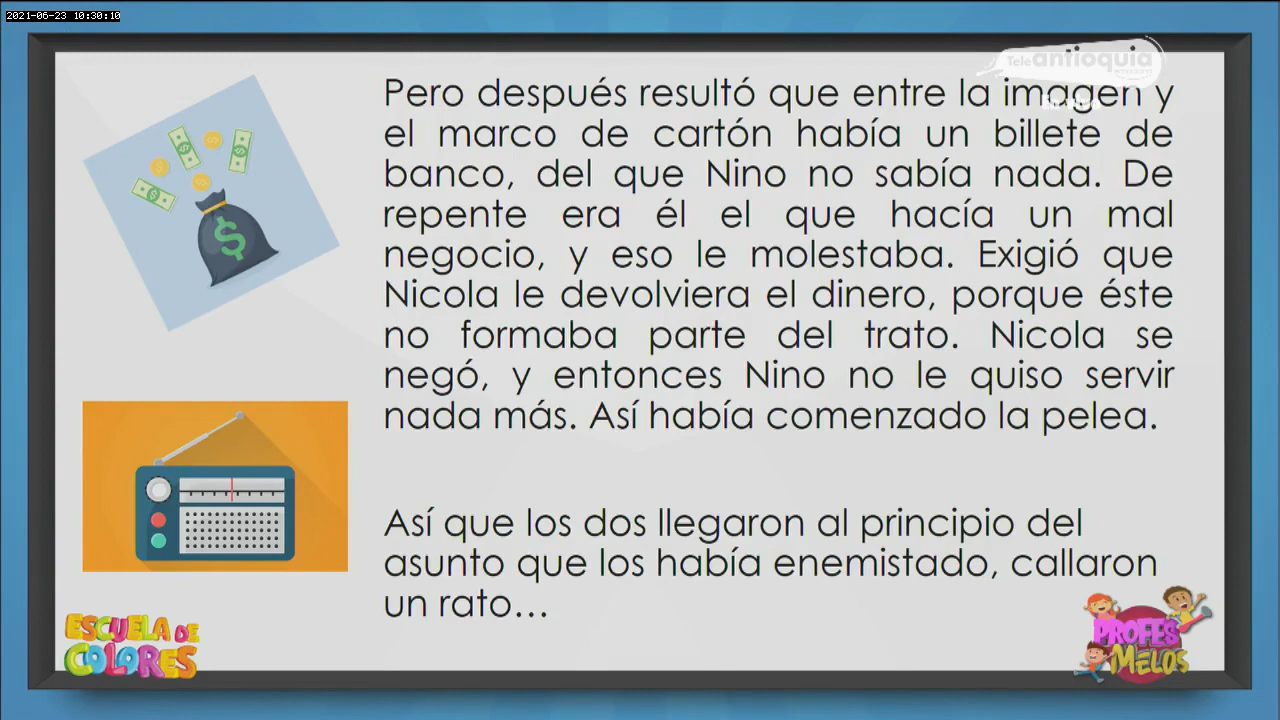 2021-06-23 10:30:10
Teleantioquia
Pero después resultó que entre la imagen y
el marco de cartón había un billete de
banco, del que Nino no sabía nada. De
repente era él el que hacía un mal
negocio, y eso le molestaba. Exigió que
Nicola le devolviera el dinero, porque éste
no formaba parte del trato. Nicola se
negó, y entonces Nino no le quiso servir
nada más. Así había comenzado la pelea.
Así que los dos llegaron al principio del
asunto que los había enemistado, callaron
un rato...
ESCUELA DE
COLORES
PROFES
MELOS